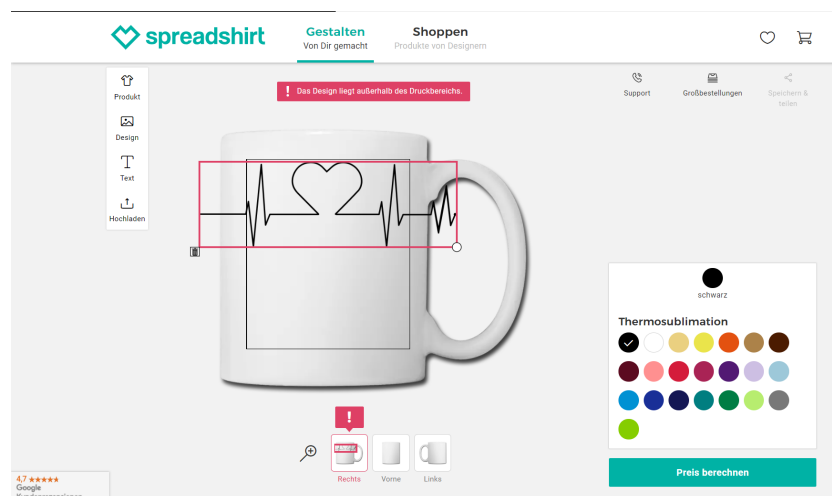 spreadshirt
Gestalten
Von Dir gemacht
Shoppen
Produkte von Designern
Produkt
Design
Text
Hochladen
! Das Design liegt außerhalb des Druckbereichs.
Support
Großbestellungen
Speichern &
teilen
schwarz
Thermosublimation
!
Rechts
Vorne
Links
Preis berechnen
4,7 ★★★★★
Google